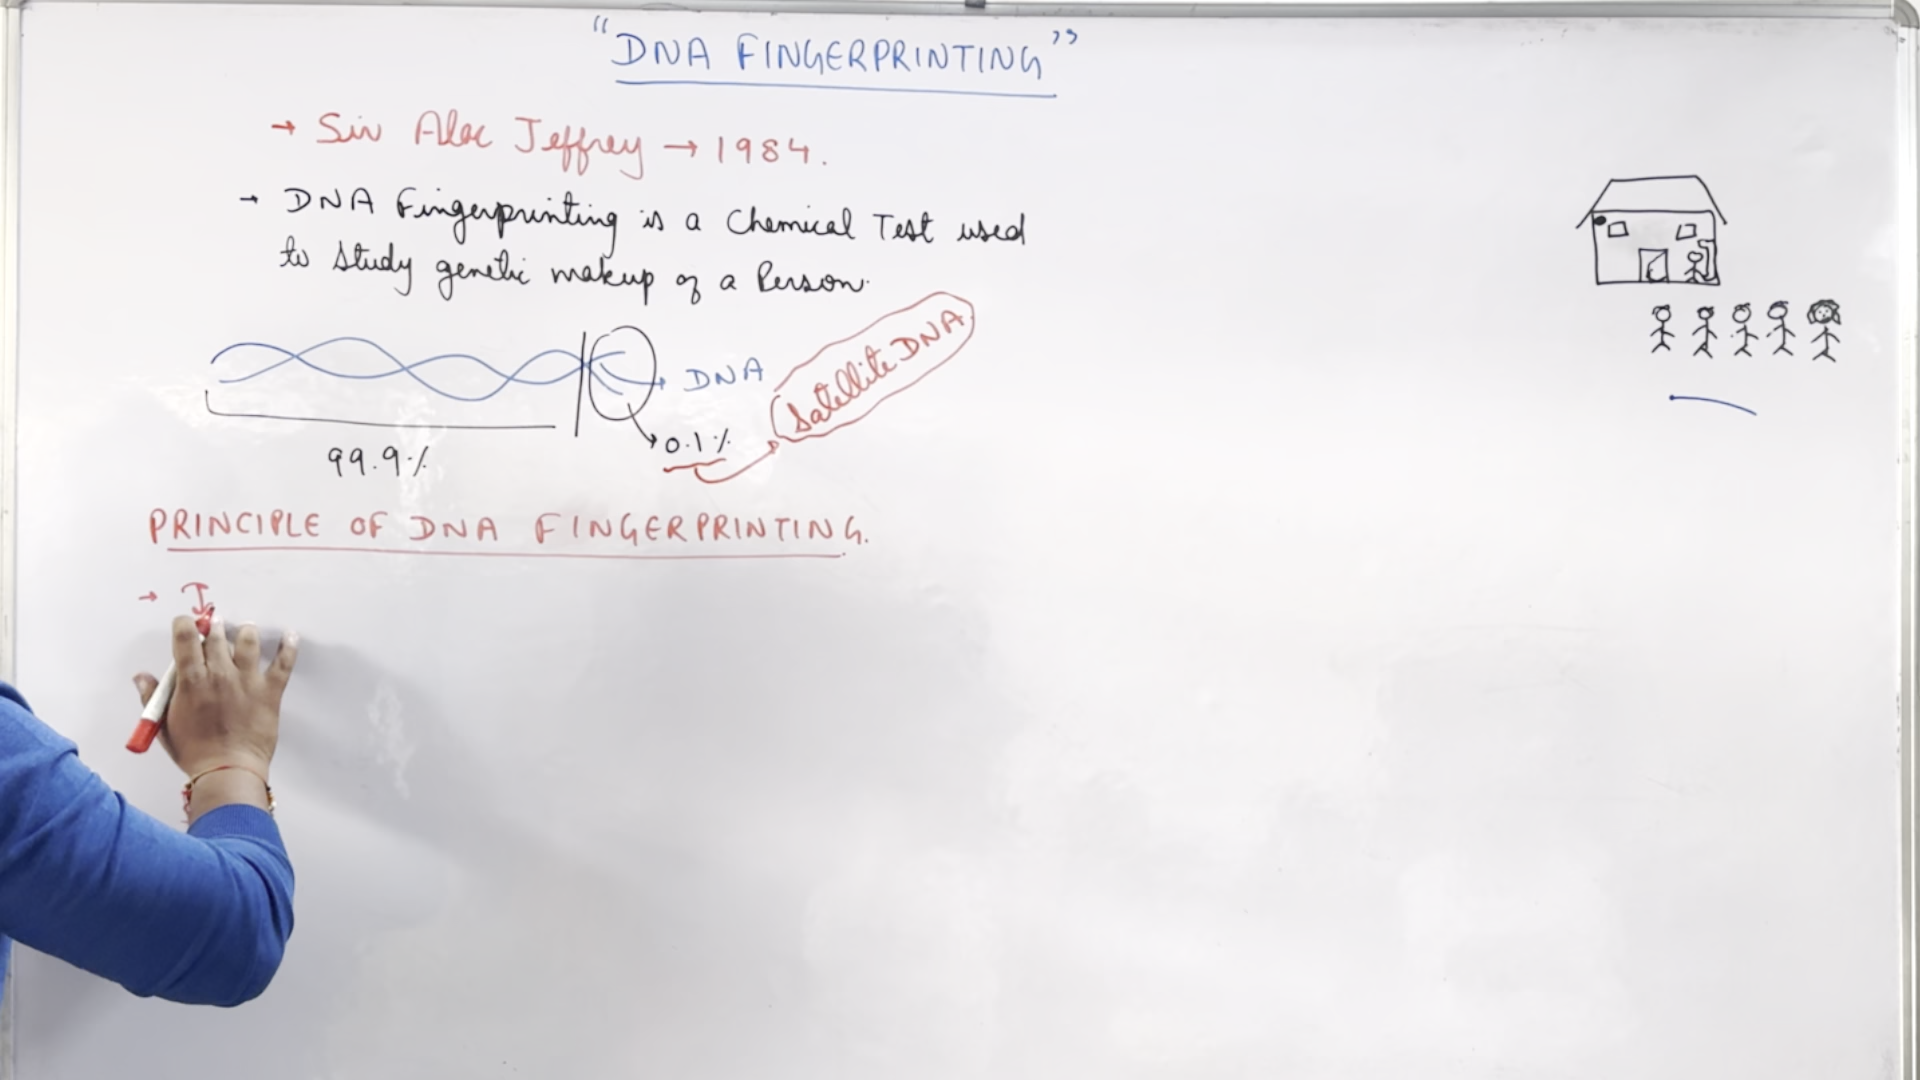 "DNA FINGERPRINTING"
→ Sir Alec Jeffrey → 1984.
→ DNA Fingerprinting is a Chemical Test used
to study genetic makeup of a Person.
Satellite DNA
→ DNA
0.1%
99.9%
PRINCIPLE OF DNA FINGERPRINTING.
→ I